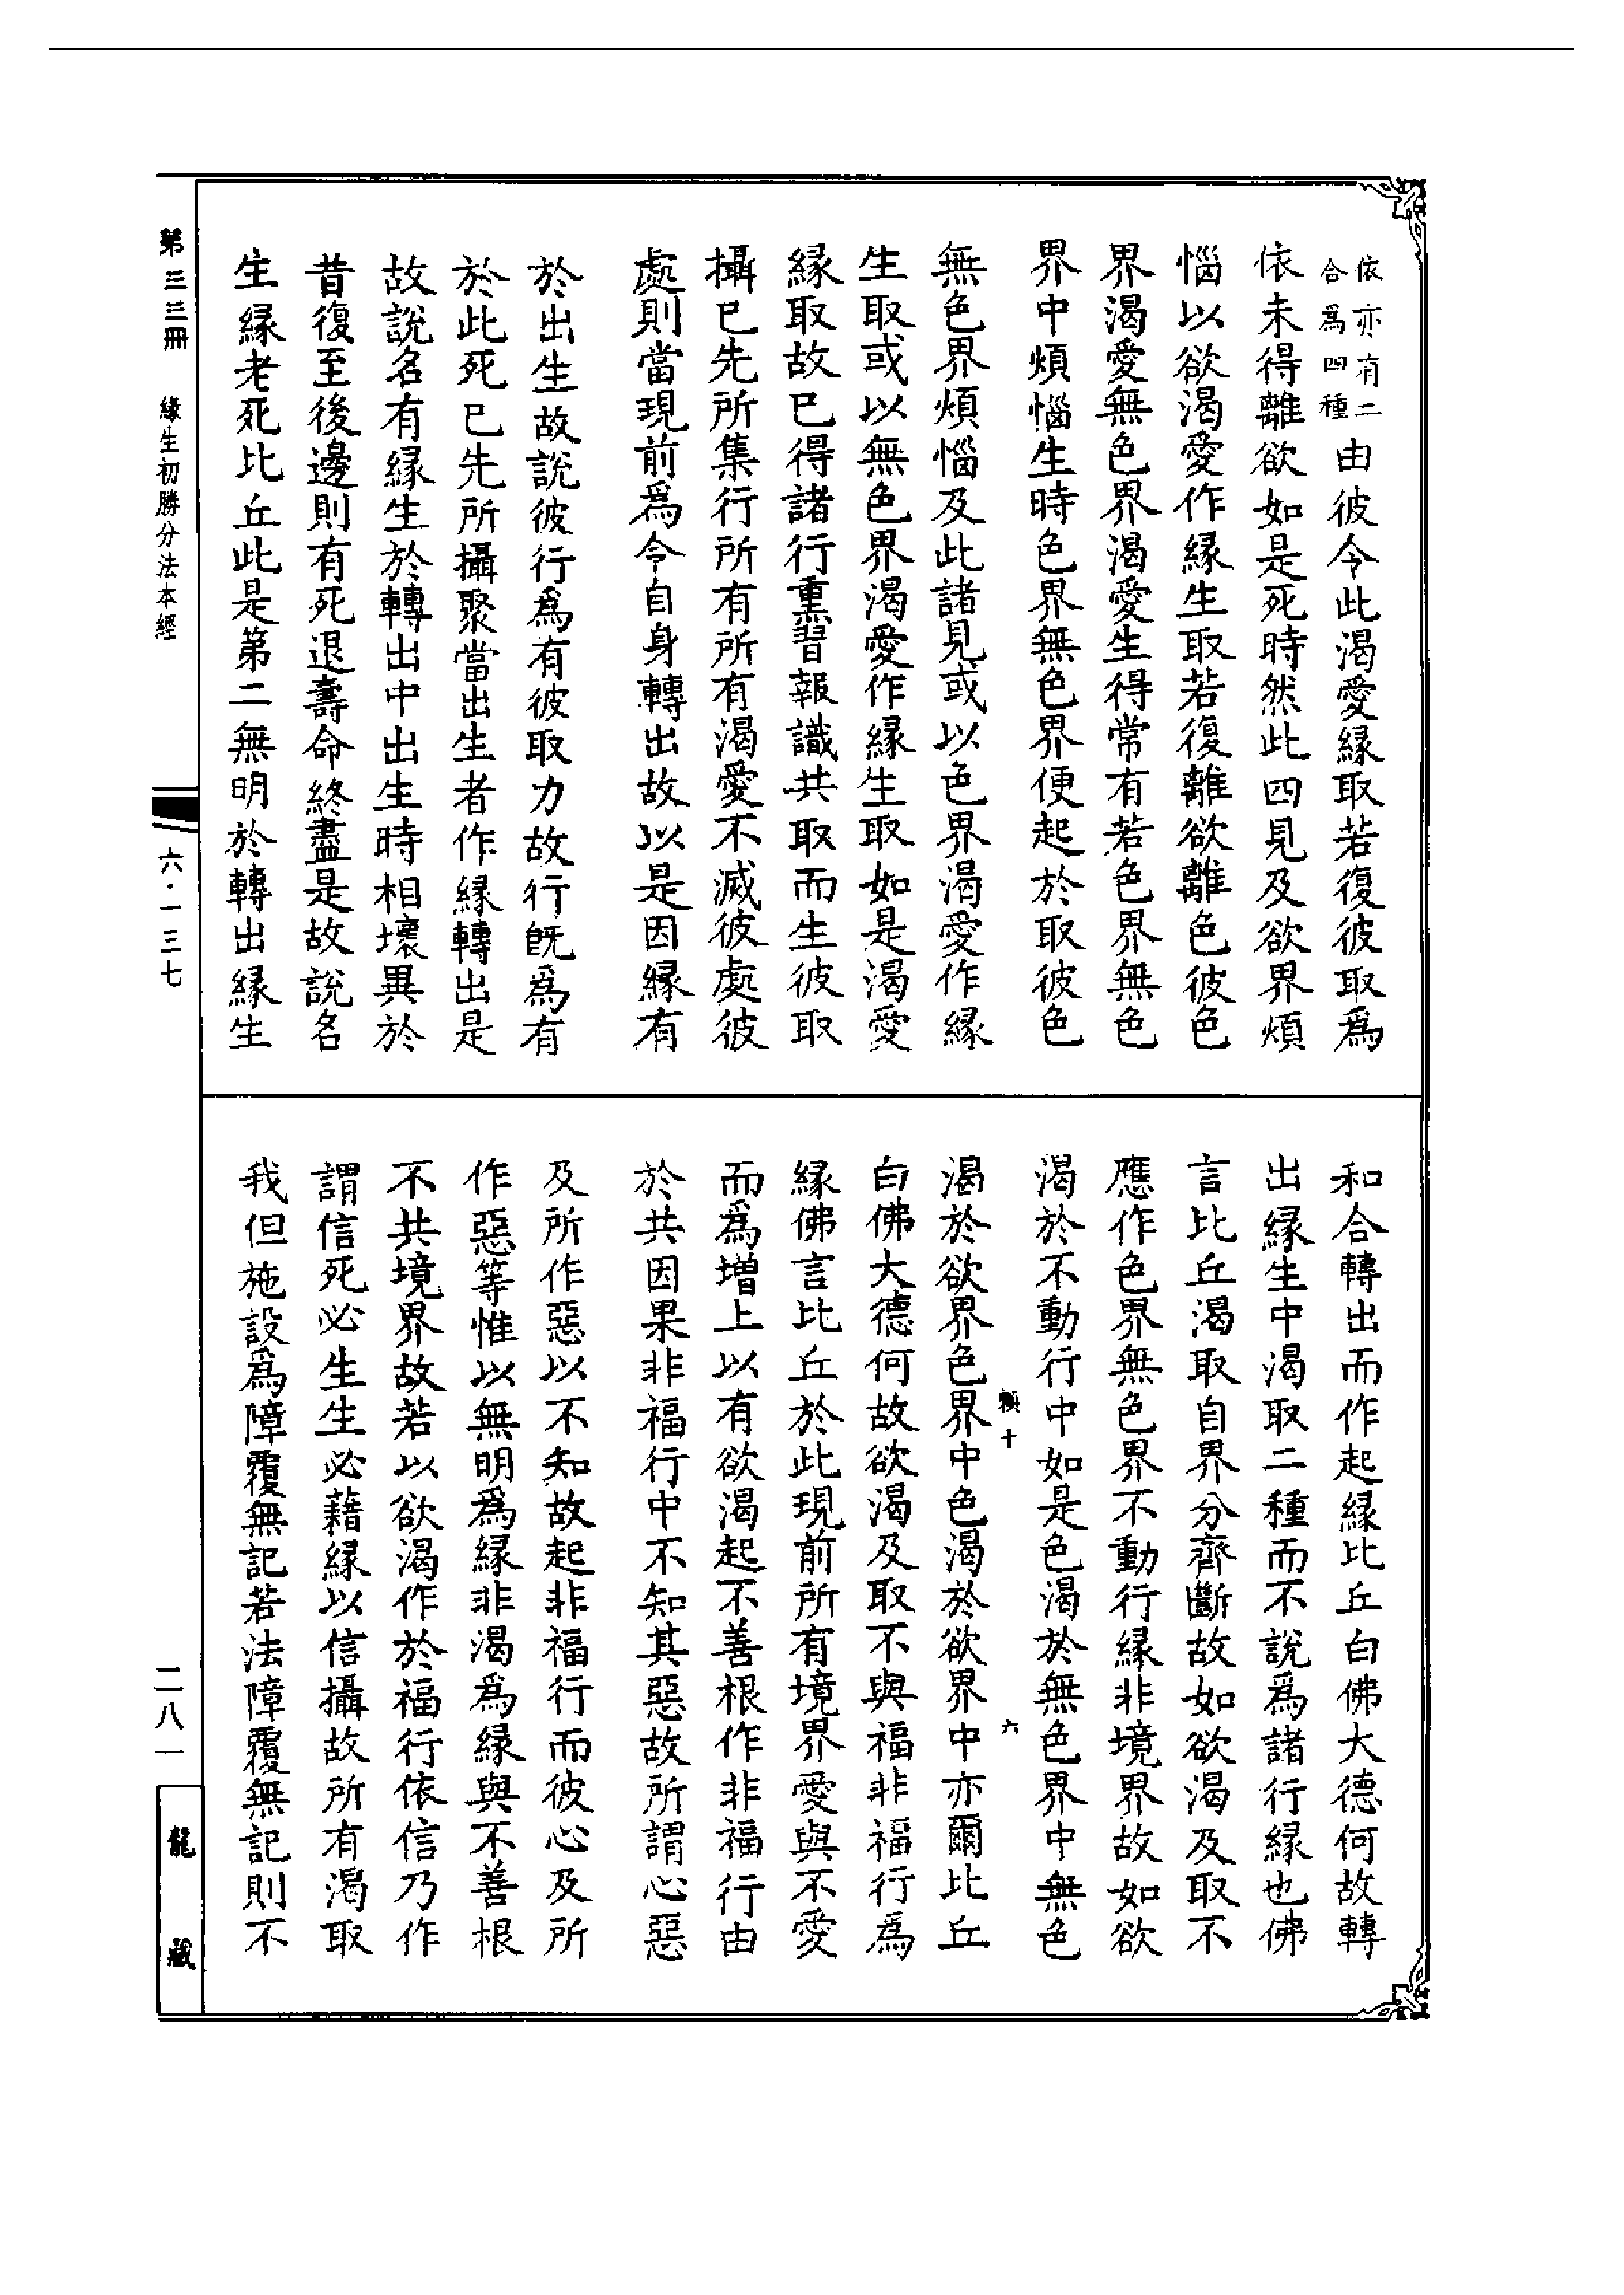 依亦有二
合爲四種
由彼令此渴愛縁取若復彼取爲
依未得離欲如是死時然此四見及欲界煩
惱以欲渴愛作縁生取若復離欲離色彼色
界渴愛無色界渴愛生得常有若色界無色
界中煩惱生時色界無色界便起於取彼色
無色界煩惱及此諸見或以色界渴愛作縁
生取或以無色界渴愛作縁生取如是渴愛
縁取故已得諸行熏習報識共取而生彼取
攝已先所集行所有所有渴愛不滅彼處彼
處則當現前爲令自身轉出故以是因縁有
於出生故說彼行爲有彼取力故行旣爲有
於此死已先所攝聚當出生者作縁轉出是
故說名有縁生於轉出中出生時相壞異於
昔復至後邊則有死退壽命終盡是故說名
生縁老死比丘此是第二無明於轉出縁生
和合轉出而作起縁比丘白佛大德何故轉
出縁生中渴取二種而不說爲諸行縁也佛
言比丘渴取自界分齊斷故如欲渴及取不
應作色界無色界不動行縁非境界故如欲
渴於不動行中如是色渴於無色界中無色
渴於欲界色界中色渴於欲界中亦爾比丘
白佛大德何故欲渴及取不與福非福行爲
縁佛言比丘於此現前所有境界愛與不愛
而爲增上以有欲渴起不善根作非福行由
於共因果非福行中不知其惡故所謂心惡
及所作惡以不知故起非福行而彼心及所
作惡等惟以無明爲縁非渴爲縁與不善根
不共境界故若以欲渴作於福行依信乃作
謂信死必生生必藉縁以信攝故所有渴取
我但施設爲障覆無記若法障覆無記則不
頼十
六
第三三冊　緣生初勝分法本經
六·一三七
二八一
龍藏